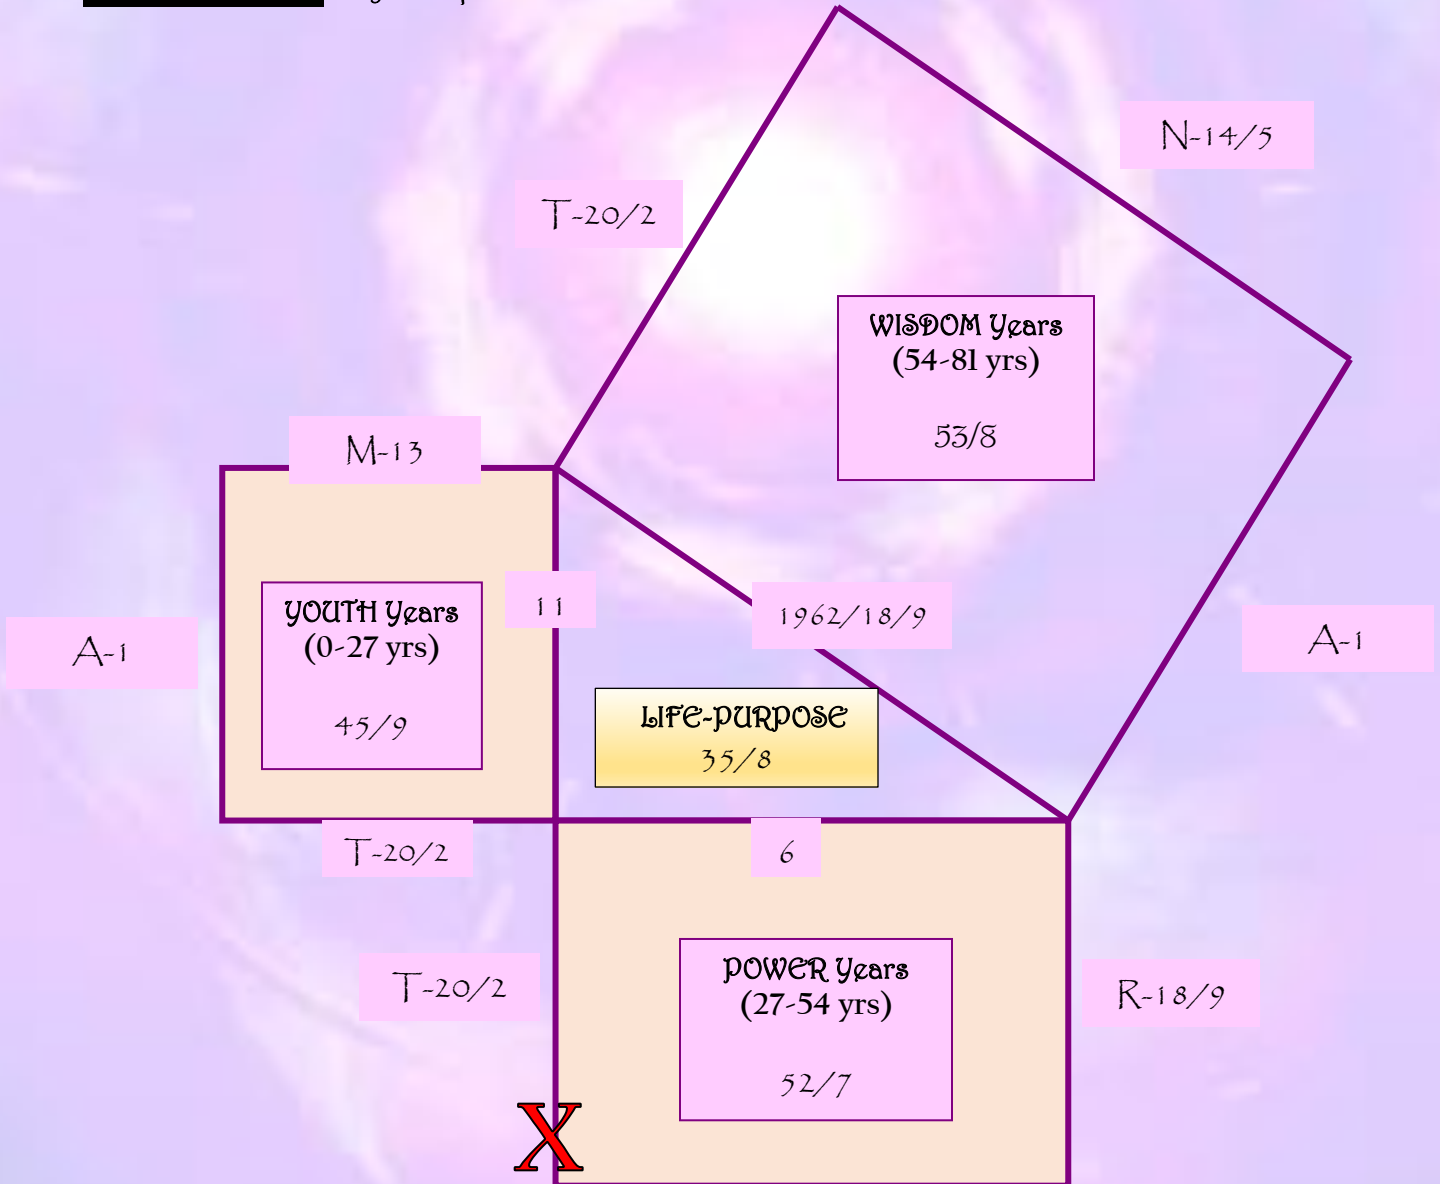 N-14/5
T-20/2
WISDOM Years
(54-81 yrs)
53/8
M-13
YOUTH Years
(0-27 yrs)
45/9
11
1962/18/9
A-1
A-1
LIFE-PURPOSE
35/8
T-20/2
6
T-20/2
POWER Years
(27-54 yrs)
52/7
R-18/9
X